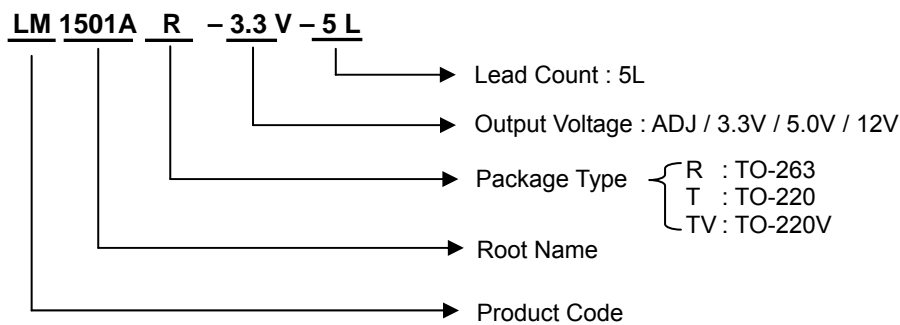 LM 1501A R – 3.3 V – 5 L
Lead Count : 5L
Output Voltage : ADJ / 3.3V / 5.0V / 12V
Package Type
R : TO-263
T : TO-220
TV : TO-220V
Root Name
Product Code